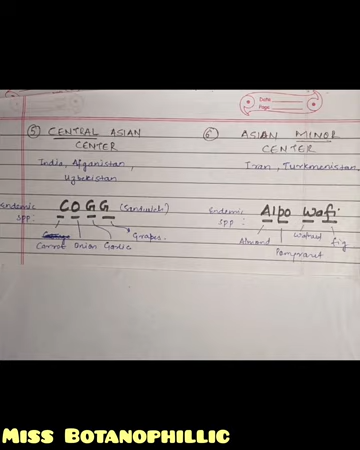 Date
Page
⑤ CENTRAL ASIAN
CENTER
India, Afganistan,
Uzbekistan
Endemic
spp:
COGG (Sandwich)
Carrot Onion Garlic
Grapes.
⑥ ASIAN MINOR
CENTER
Iran, Turkmenistan,
Endemic
spp:
Alpo Wafi
Almond
Walnut
Fig
MISS BOTANOPHILLIC